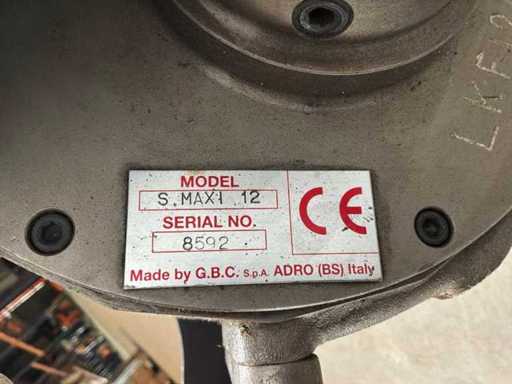 MODEL
S.MAXI 12
SERIAL NO.
8592
CE
Made by G.B.C. S.p.A. ADRO (BS) Italy